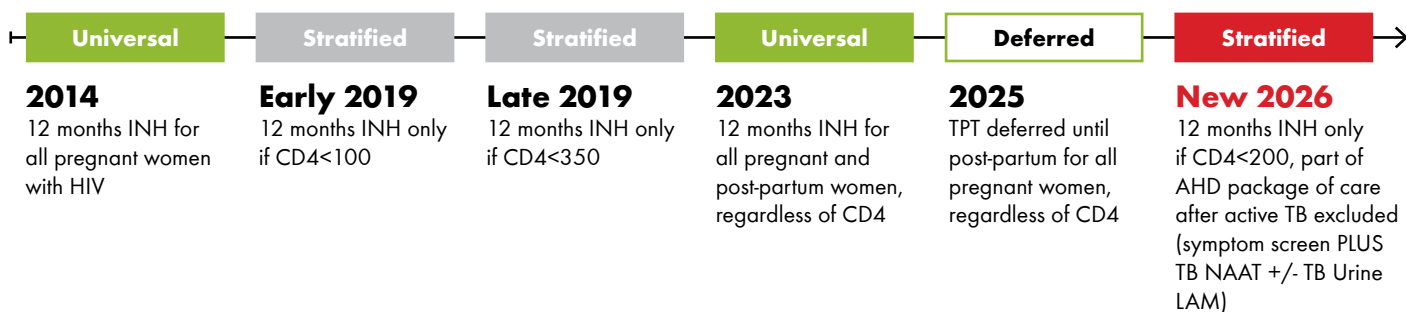 Universal
Stratified
Stratified
Universal
Deferred
Stratified
2014
12 months INH for
all pregnant women
with HIV
Early 2019
12 months INH only
if CD4<100
Late 2019
12 months INH only
if CD4<350
2023
12 months INH for
all pregnant and
post-partum women,
regardless of CD4
2025
TPT deferred until
post-partum for all
pregnant women,
regardless of CD4
New 2026
12 months INH only
if CD4<200, part of
AHD package of care
after active TB excluded
(symptom screen PLUS
TB NAAT +/- TB Urine
LAM)